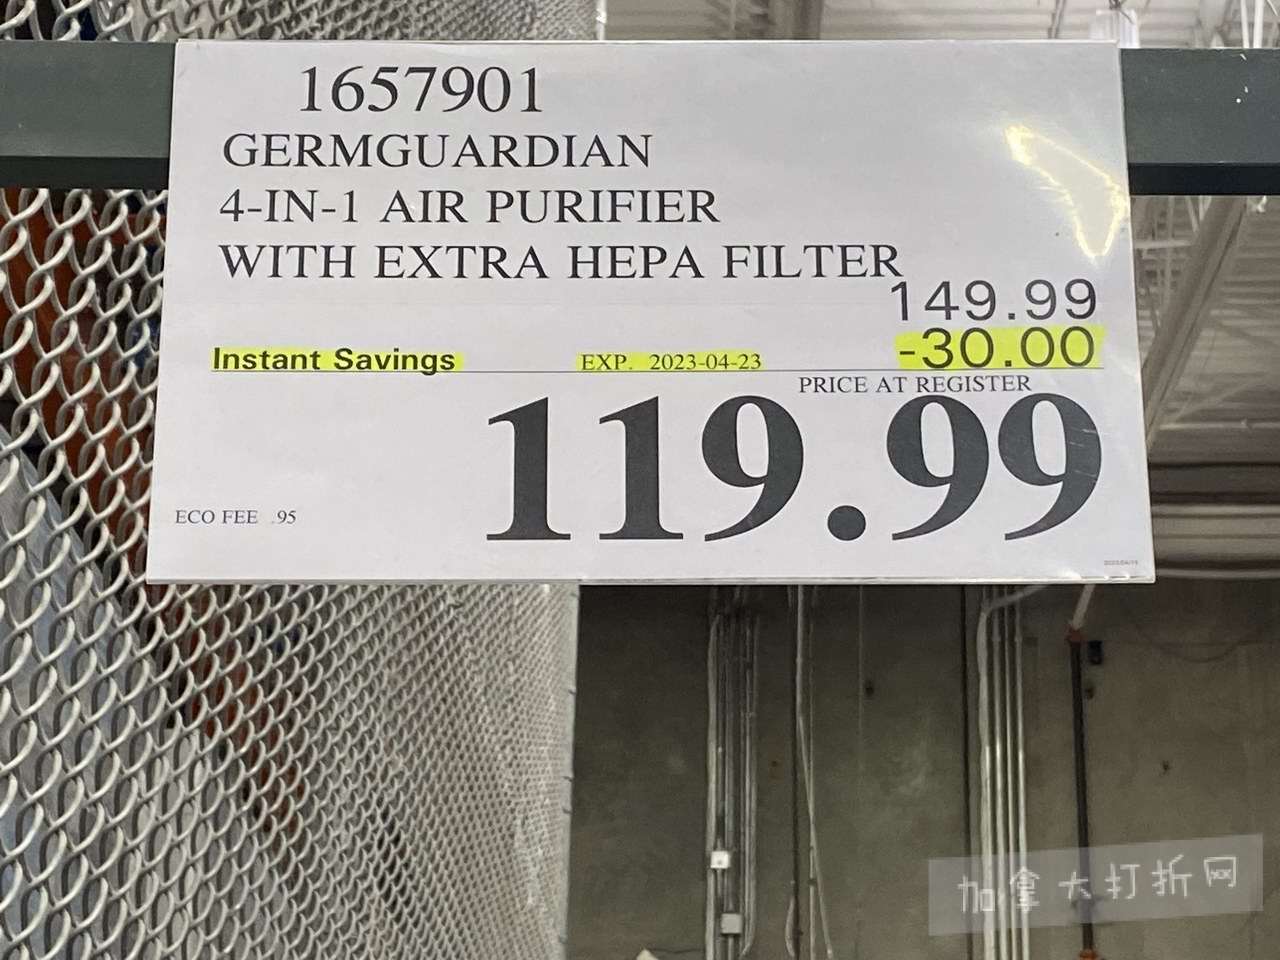 1657901
GERMGUARDIAN
4-IN-1 AIR PURIFIER
WITH EXTRA HEPA FILTER
149.99
Instant Savings EXP. 2023-04-23 -30.00
PRICE AT REGISTER
119.99
ECO FEE .95
加拿大打折网